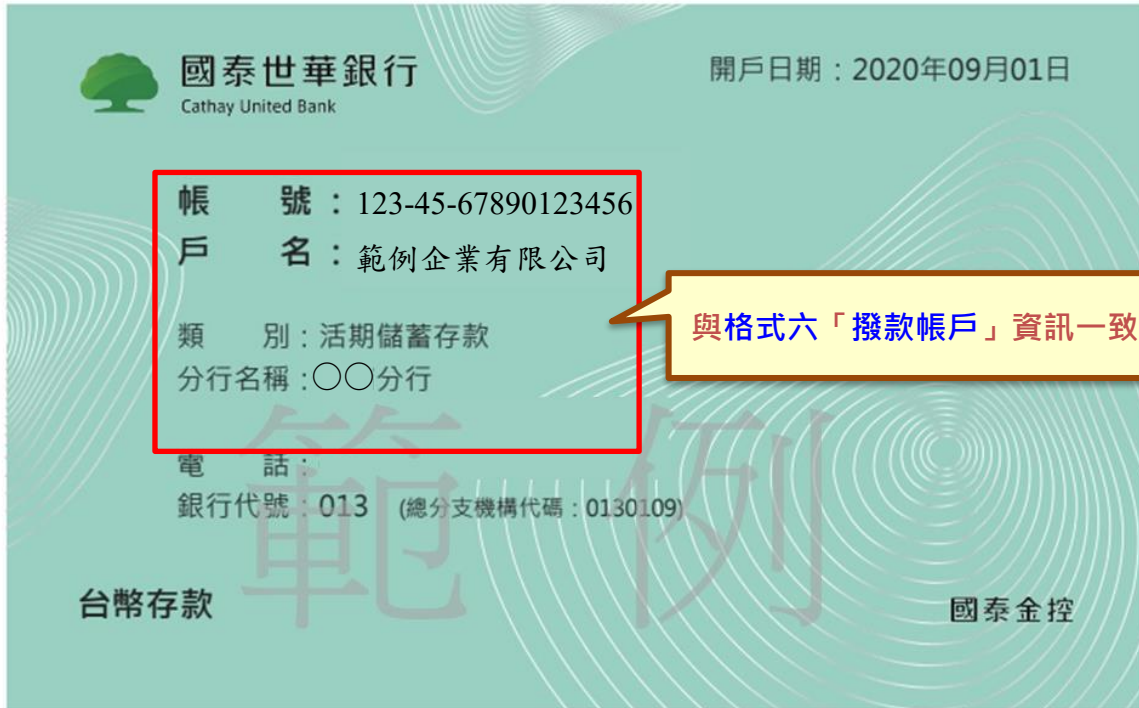 國泰世華銀行
Cathay United Bank
開戶日期：2020年09月01日
帳 號：123-45-67890123456
戶 名：範例企業有限公司
與格式六「撥款帳戶」資訊一致
類 別：活期儲蓄存款
分行名稱：○○分行
電 話：
銀行代號：013 (總分支機構代碼：0130109)
範例
台幣存款
國泰金控